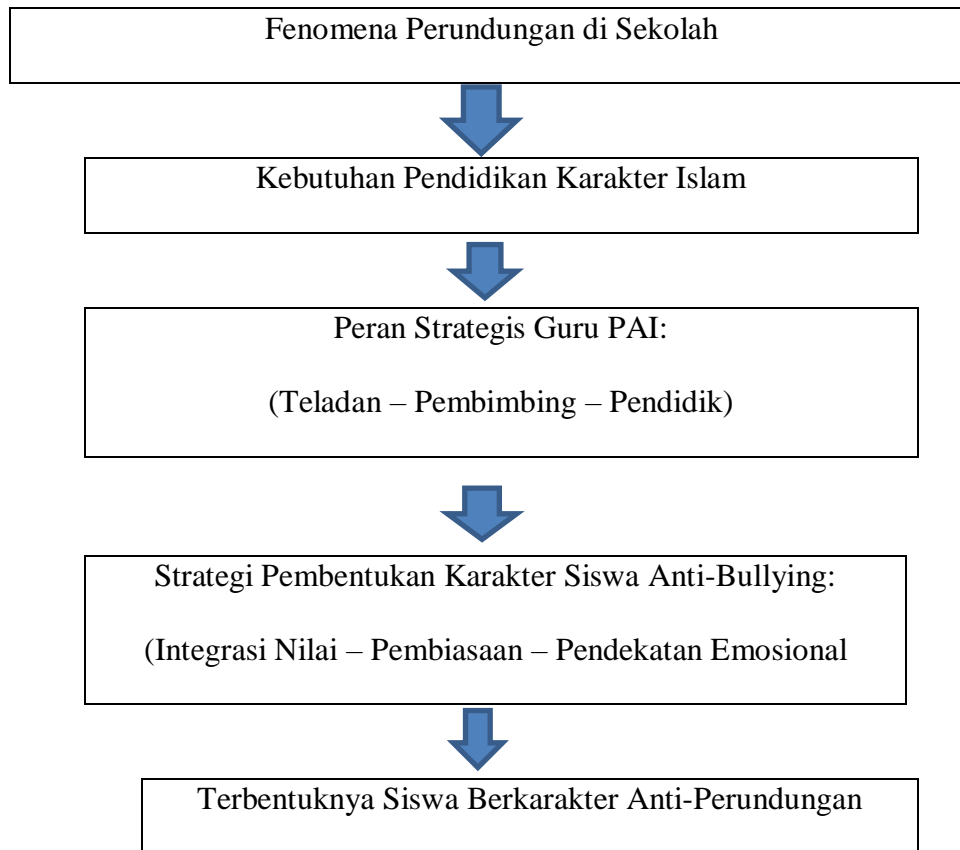 Fenomena Perundungan di Sekolah
Kebutuhan Pendidikan Karakter Islam
Peran Strategis Guru PAI:
(Teladan – Pembimbing – Pendidik)
Strategi Pembentukan Karakter Siswa Anti-Bullying:
(Integrasi Nilai – Pembiasaan – Pendekatan Emosional
Terbentuknya Siswa Berkarakter Anti-Perundungan